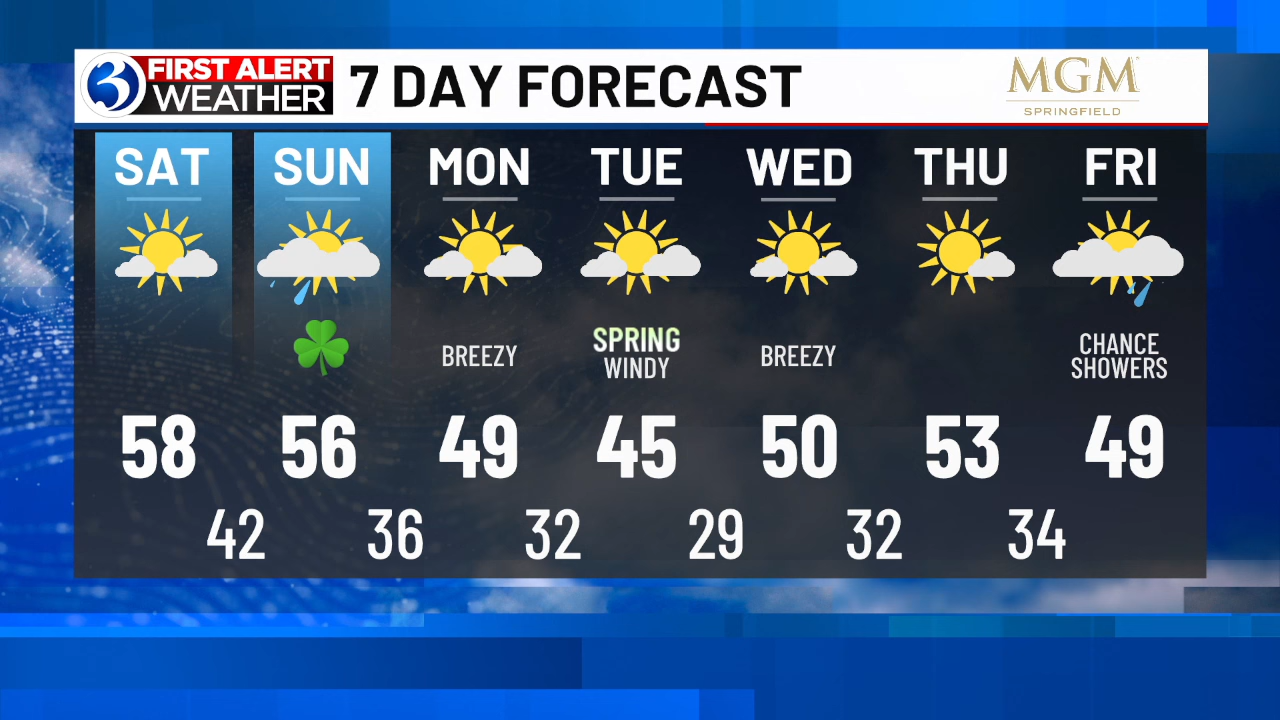 3 FIRST ALERT
WEATHER
7 DAY FORECAST
MGM
SPRINGFIELD
SAT SUN MON TUE WED THU FRI
BREEZY SPRING WINDY BREEZY CHANCE SHOWERS
58 56 49 45 50 53 49
42 36 32 29 32 34